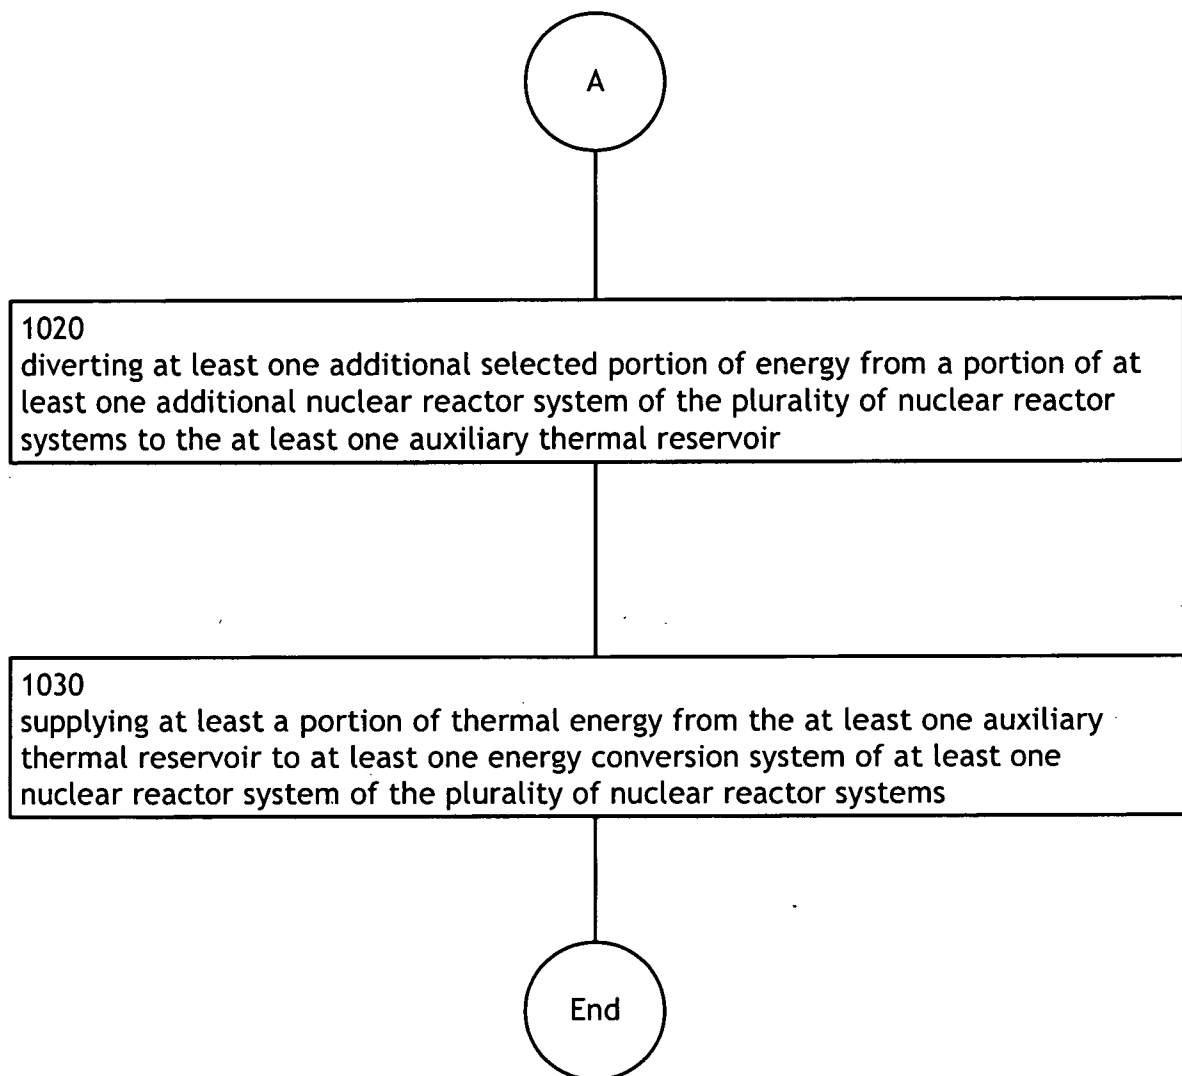 A
1020
diverting at least one additional selected portion of energy from a portion of at
least one additional nuclear reactor system of the plurality of nuclear reactor
systems to the at least one auxiliary thermal reservoir
1030
supplying at least a portion of thermal energy from the at least one auxiliary
thermal reservoir to at least one energy conversion system of at least one
nuclear reactor system of the plurality of nuclear reactor systems
End